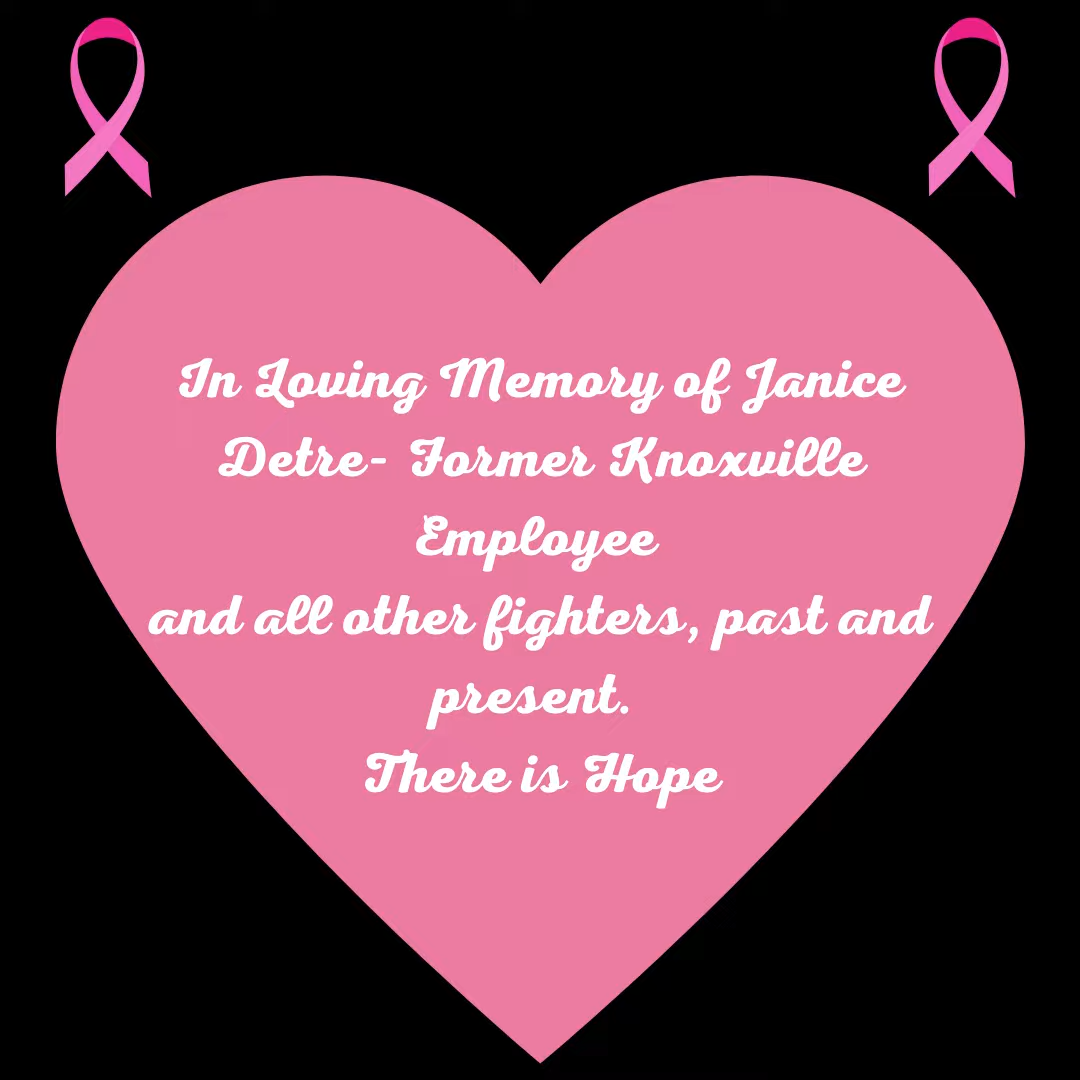 In Loving Memory of Janice
Detre- Former Knoxville
Employee
and all other fighters, past and
present.
There is Hope